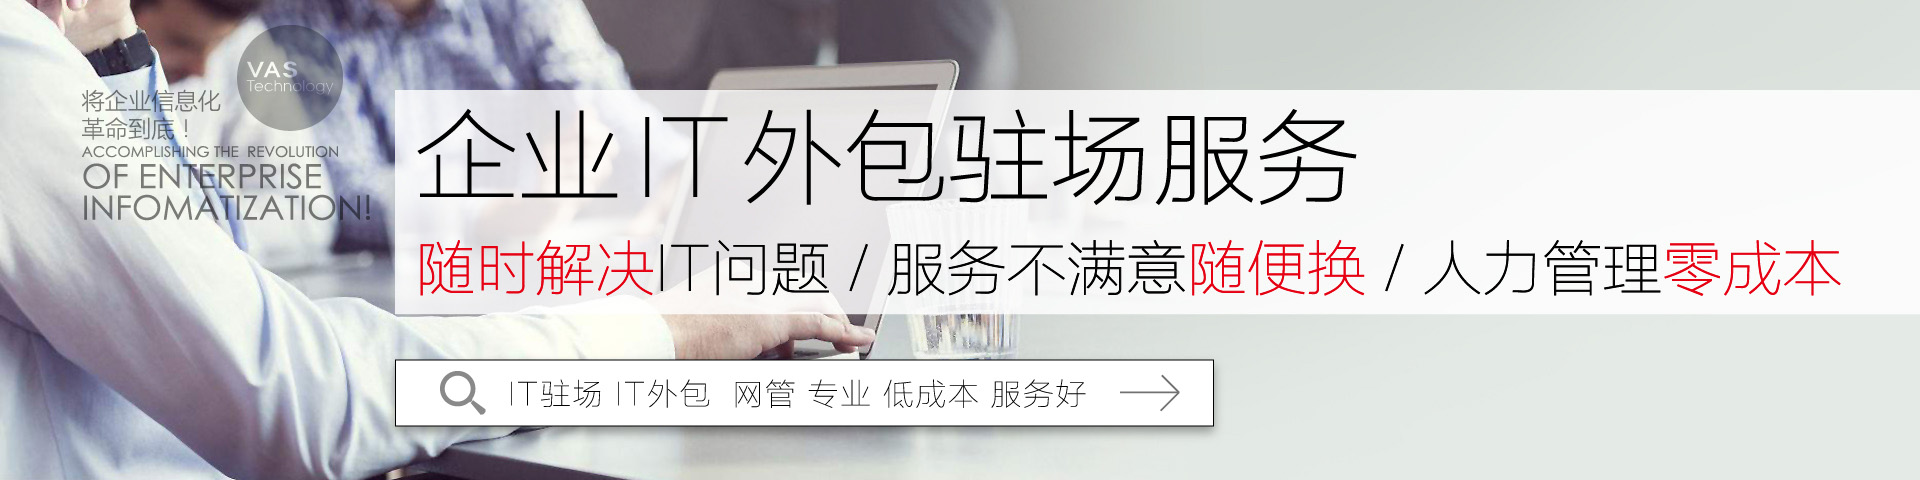 VAS
Technology
将企业信息化
革命到底！
ACCOMPLISHING THE REVOLUTION
OF ENTERPRISE
INFOMATIZATION!
企业IT外包驻场服务
随时解决IT问题 / 服务不满意随便换 / 人力管理零成本
IT驻场 IT外包 网管 专业 低成本 服务好